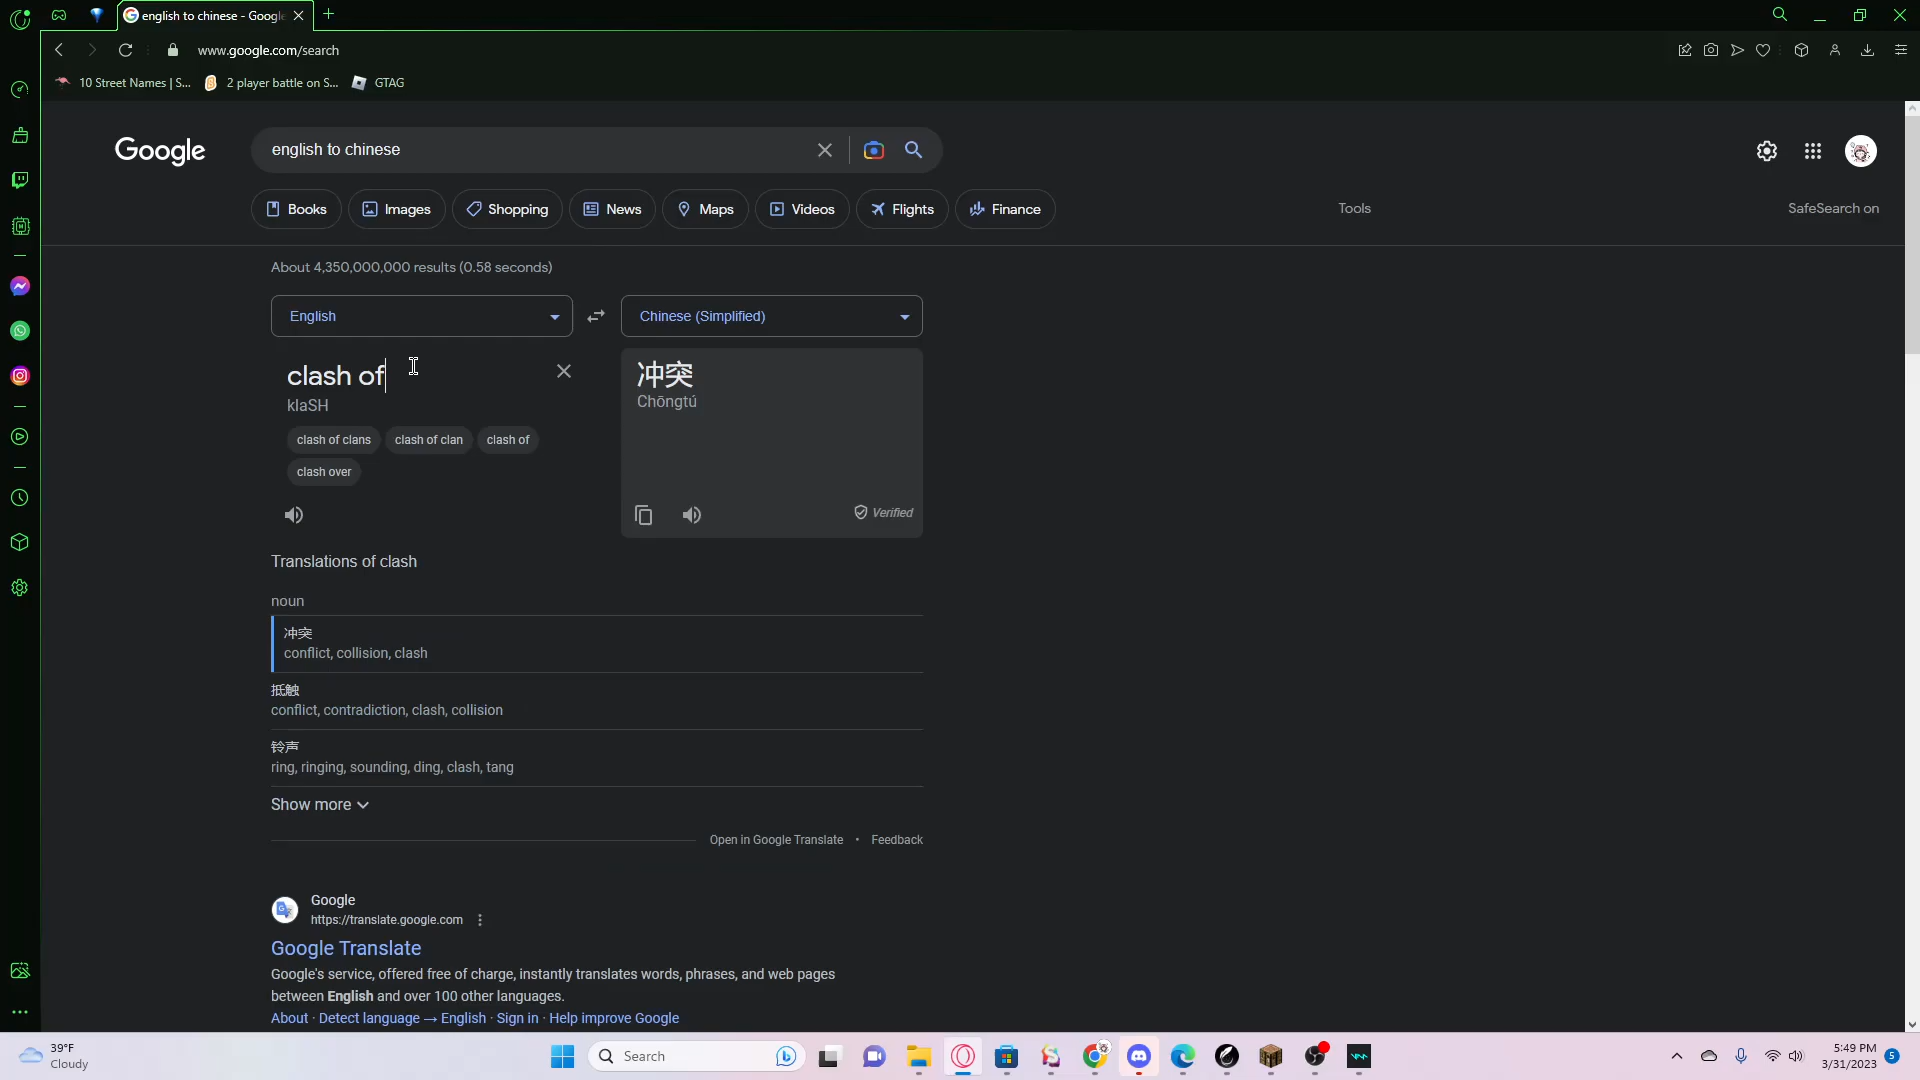 english to chinese - Google
www.google.com/search
10 Street Names | S...
2 player battle on S...
GTAG
Google
english to chinese
Books
Images
Shopping
News
Maps
Videos
Flights
Finance
Tools
SafeSearch on
About 4,350,000,000 results (0.58 seconds)
English
Chinese (Simplified)
clash of
klaSH
冲突
Chōngtú
clash of clans
clash of clan
clash of
clash over
Verified
Translations of clash
noun
冲突
conflict, collision, clash
抵触
conflict, contradiction, clash, collision
铃声
ring, ringing, sounding, ding, clash, tang
Show more
Open in Google Translate • Feedback
Google
https://translate.google.com
Google Translate
Google's service, offered free of charge, instantly translates words, phrases, and web pages
between English and over 100 other languages.
About · Detect language → English · Sign in · Help improve Google
39°F
Cloudy
Search
5:49 PM
3/31/2023
5